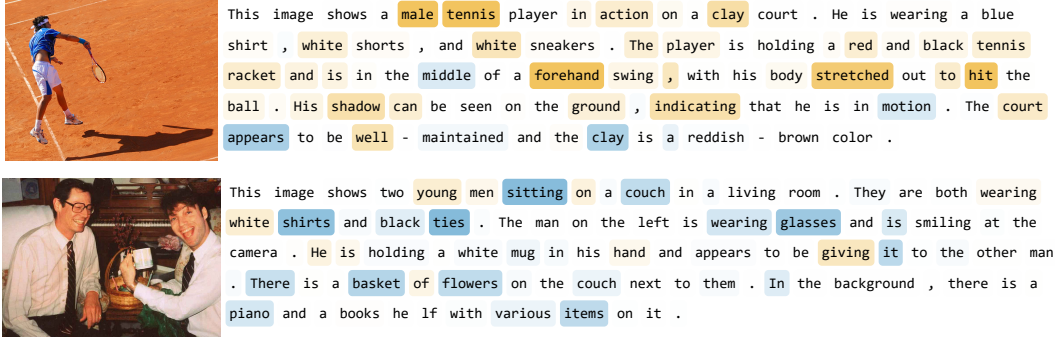 This image shows a male tennis player in action on a clay court . He is wearing a blue
shirt , white shorts , and white sneakers . The player is holding a red and black tennis
racket and is in the middle of a forehand swing , with his body stretched out to hit the
ball . His shadow can be seen on the ground , indicating that he is in motion . The court
appears to be well - maintained and the clay is a reddish - brown color .
This image shows two young men sitting on a couch in a living room . They are both wearing
white shirts and black ties . The man on the left is wearing glasses and is smiling at the
camera . He is holding a white mug in his hand and appears to be giving it to the other man
. There is a basket of flowers on the couch next to them . In the background , there is a
piano and a books he lf with various items on it .